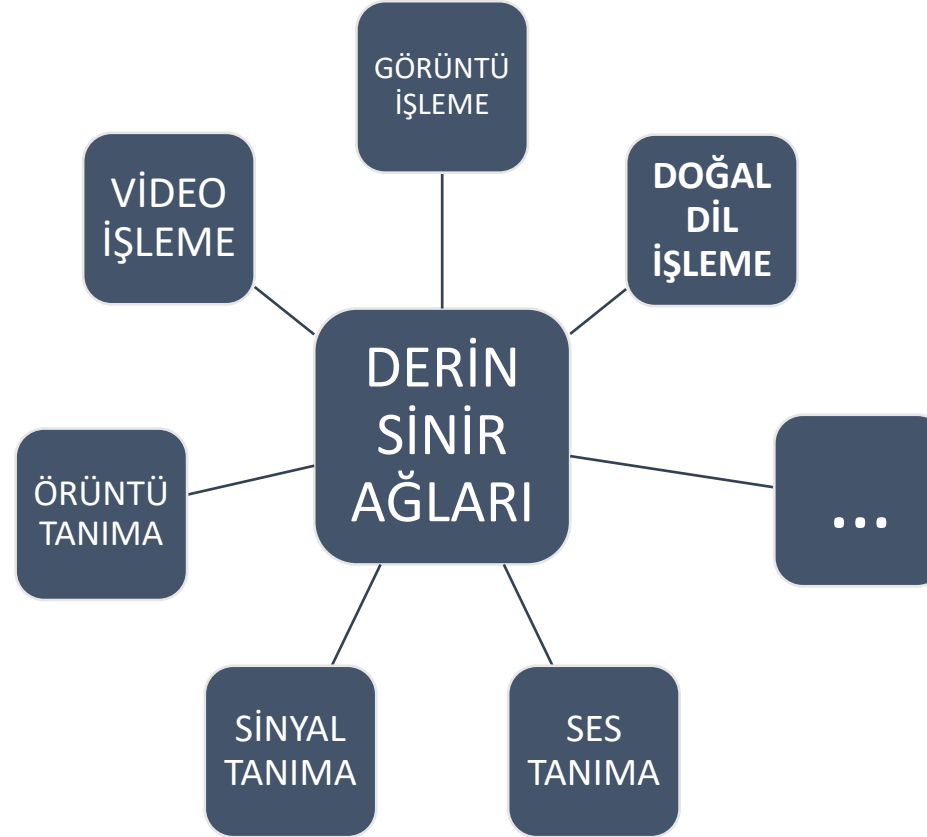 GÖRÜNTÜ
İŞLEME
VİDEO
İŞLEME
DOĞAL
DİL
İŞLEME
DERİN
SİNİR
AĞLARI
ÖRÜNTÜ
TANIMA
...
SİNYAL
TANIMA
SES
TANIMA